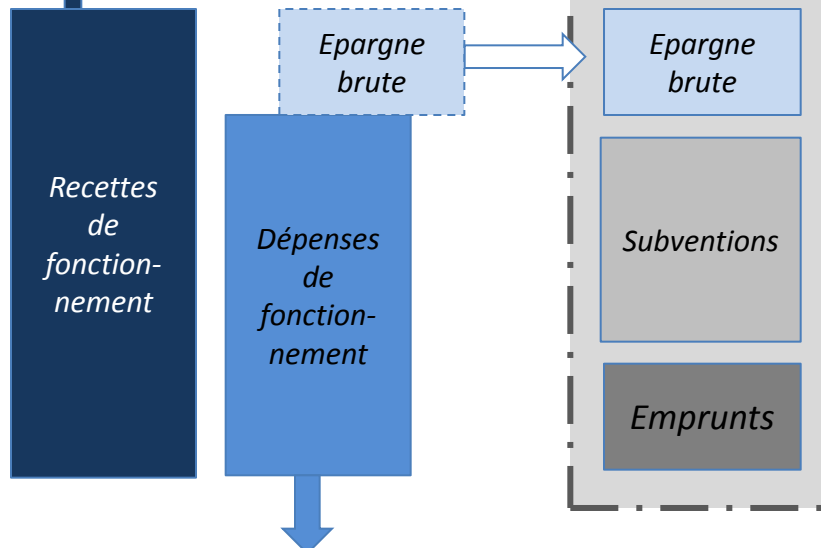 Recettes
de
fonction-
nement
Epargne
brute
Dépenses
de
fonction-
nement
Epargne
brute
Subventions
Emprunts